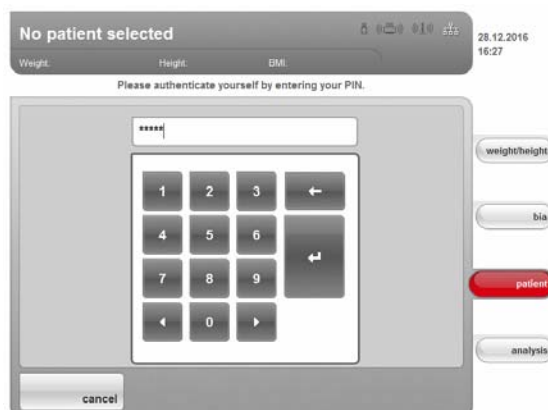 No patient selected
28.12.2016
16:27
Weight: Height: BMI:
Please authenticate yourself by entering your PIN.
*****
1 2 3
4 5 6
7 8 9
0
weight/height
bia
patient
analysis
cancel